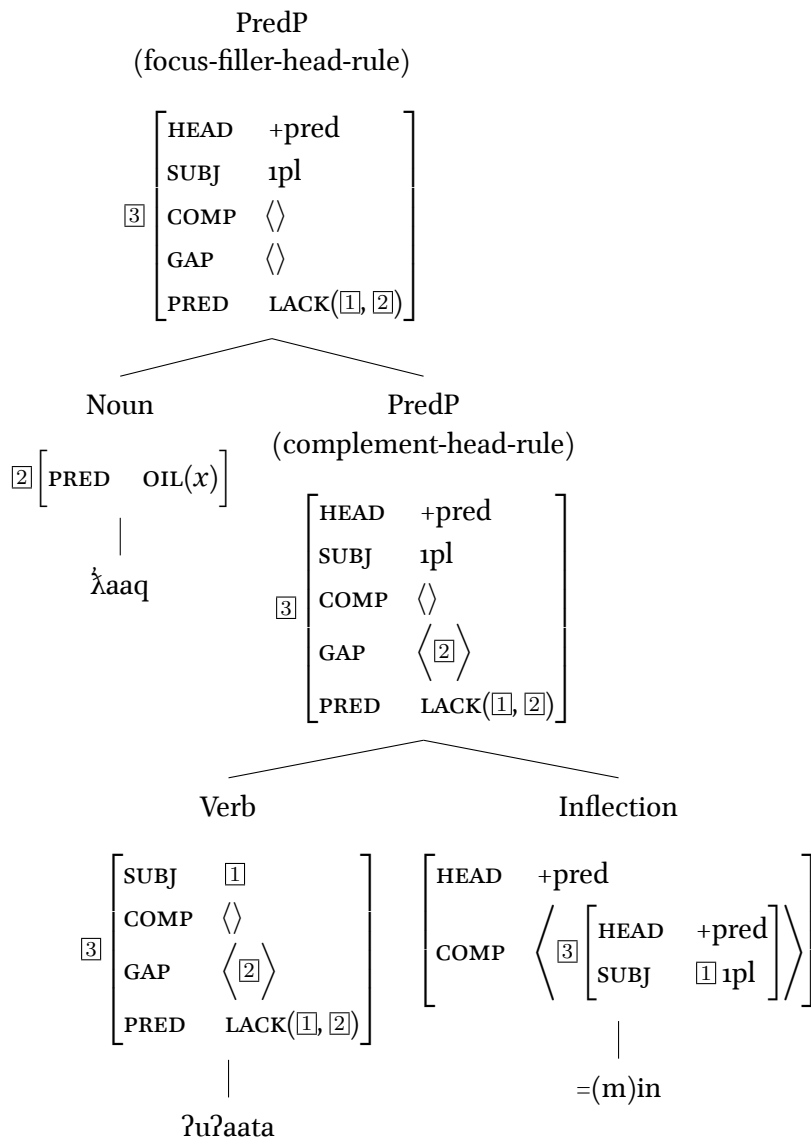 PredP
(focus-filler-head-rule)
3
HEAD +pred
SUBJ 1pl
COMP ⟨⟩
GAP ⟨⟩
PRED LACK(1, 2)
Noun
2 [PRED OIL(x)]
ƛ̓aaq
PredP
(complement-head-rule)
3
HEAD +pred
SUBJ 1pl
COMP ⟨⟩
GAP ⟨2⟩
PRED LACK(1, 2)
Verb
3
SUBJ 1
COMP ⟨⟩
GAP ⟨2⟩
PRED LACK(1, 2)
ʔuʔaata
Inflection
HEAD +pred
COMP ⟨3 [HEAD +pred
SUBJ 1 1pl]⟩
=(m)in